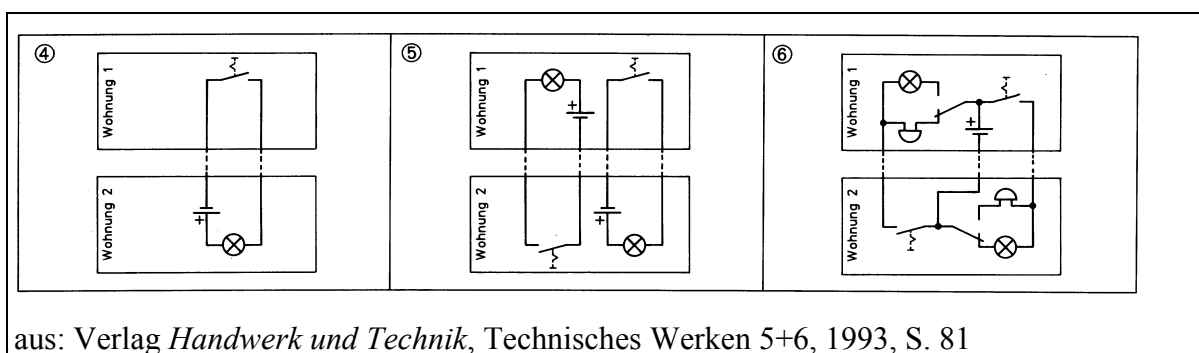 ④ ⑤ ⑥
Wohnung 1 Wohnung 1 Wohnung 1
+ +
Wohnung 2 Wohnung 2 Wohnung 2
+ +
aus: Verlag Handwerk und Technik, Technisches Werken 5+6, 1993, S. 81